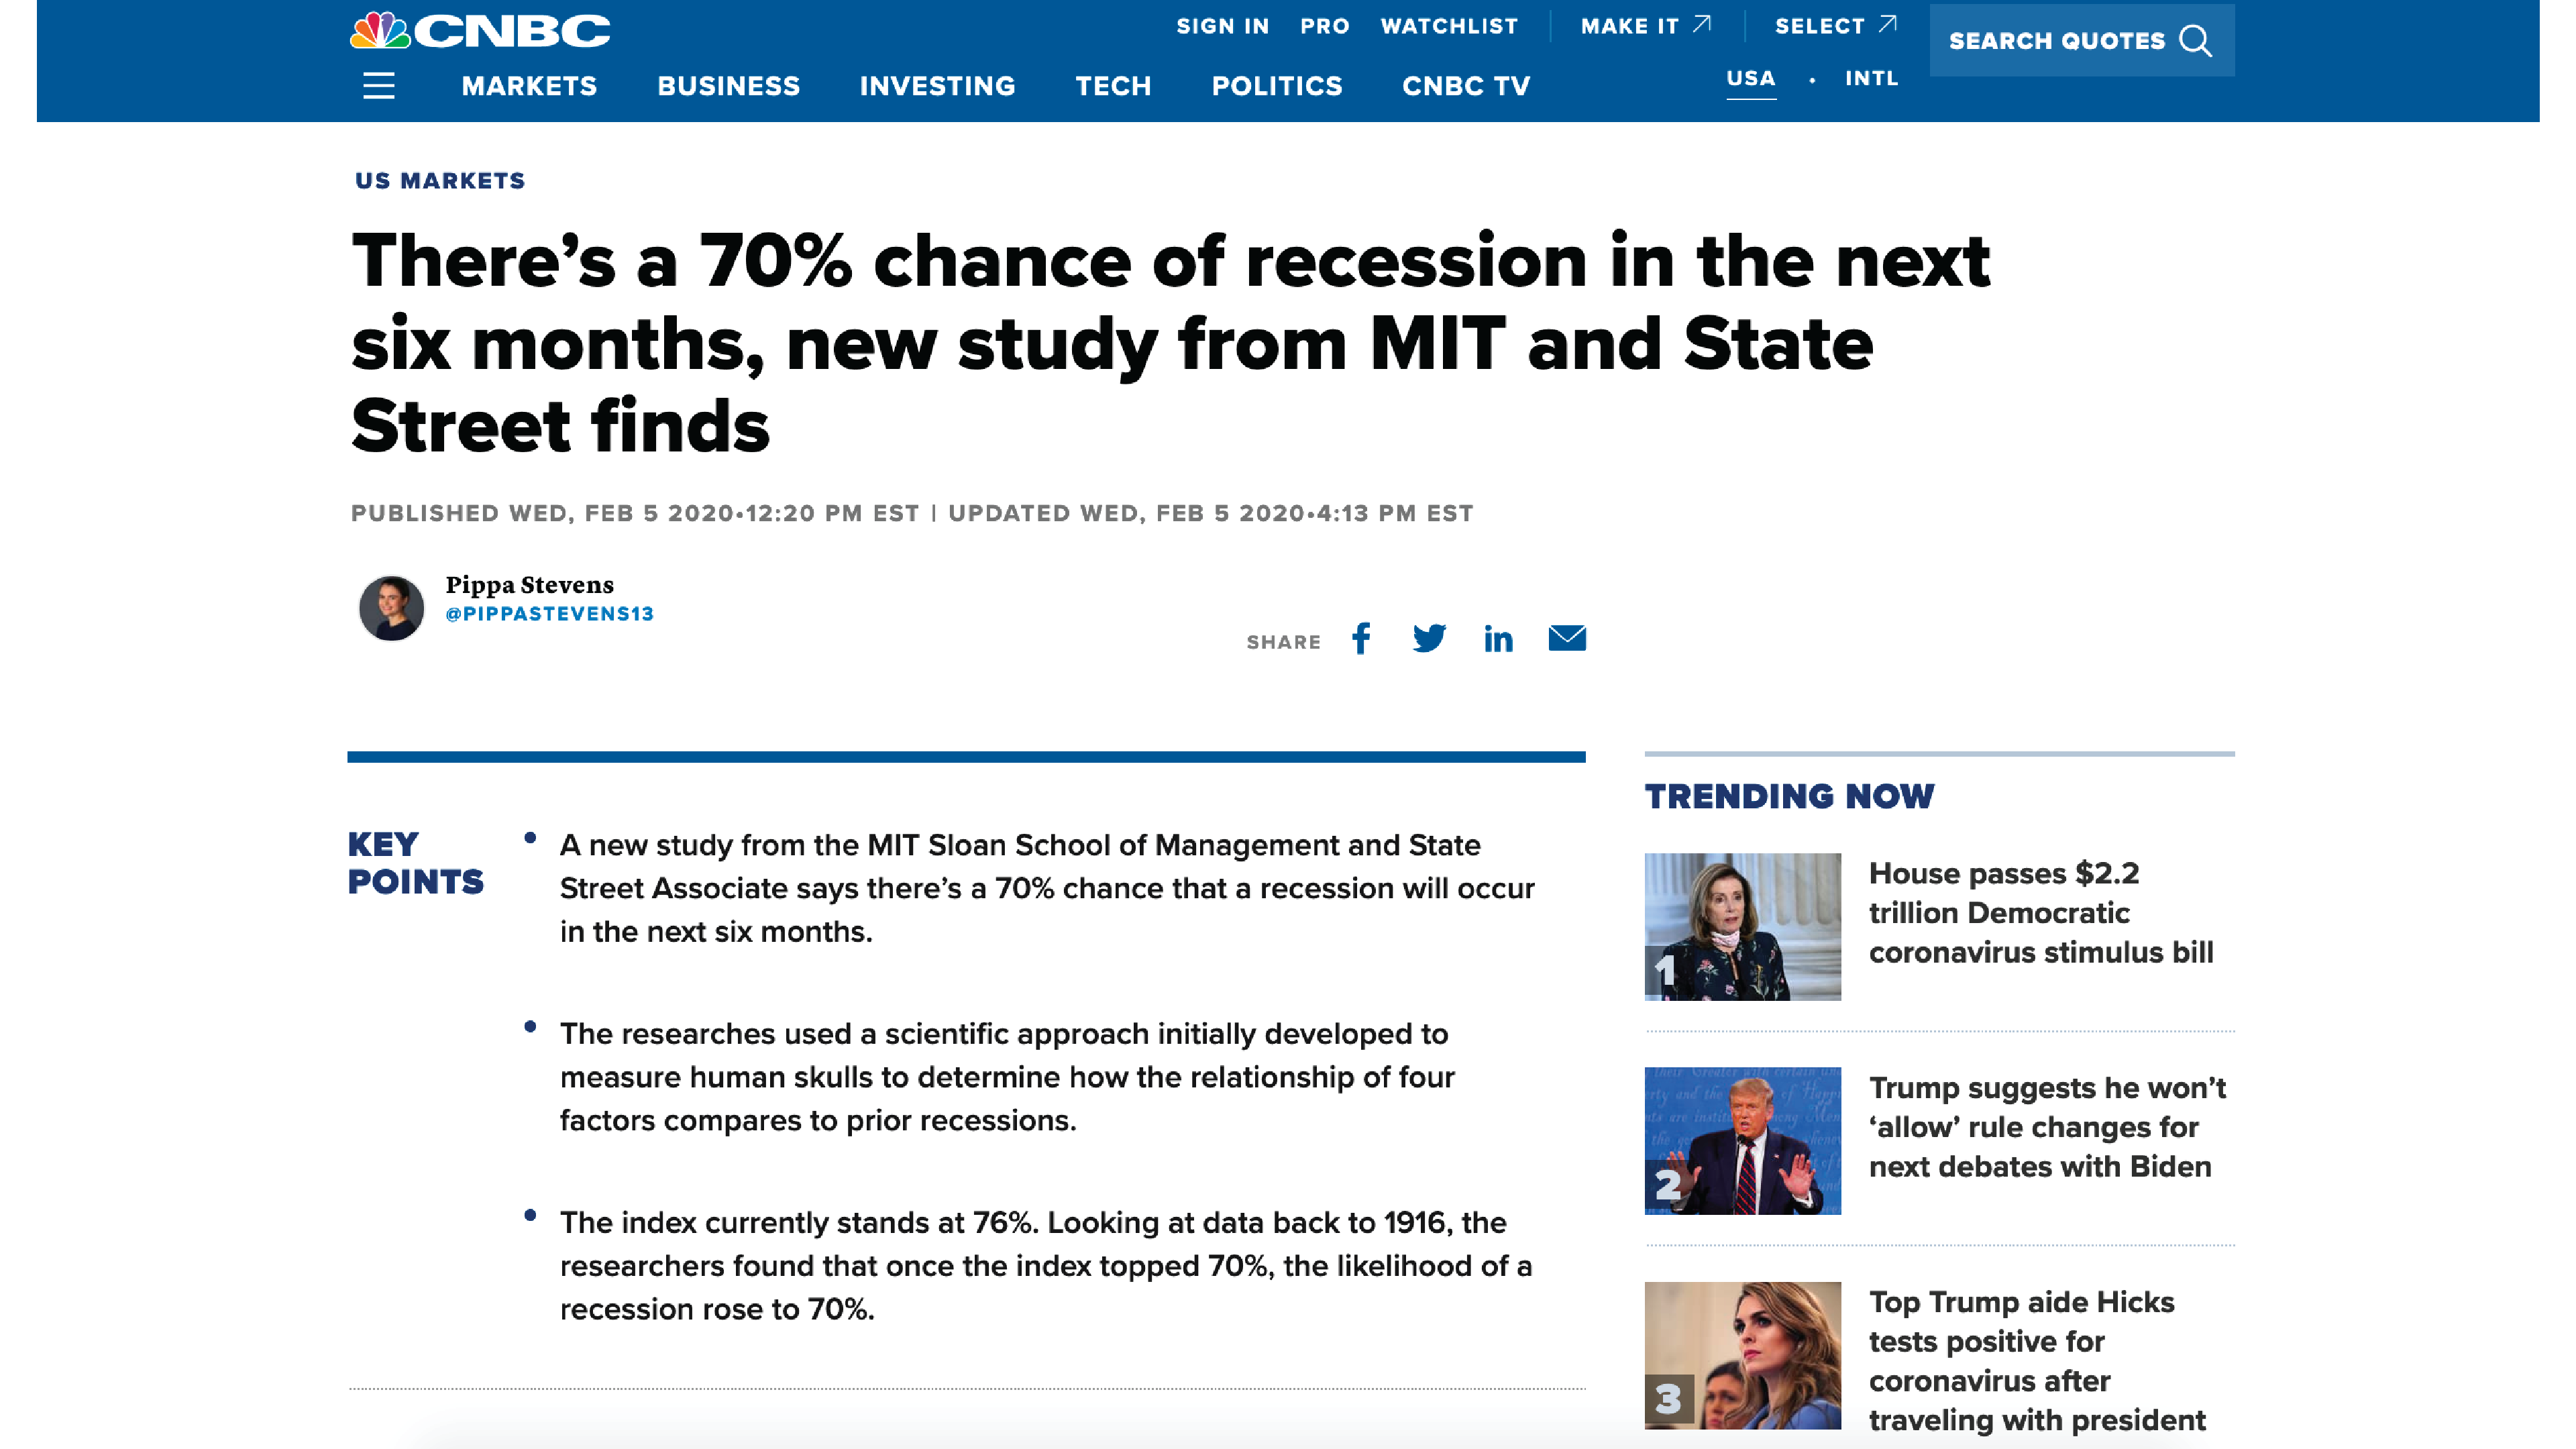 CNBC
SIGN IN PRO WATCHLIST MAKE IT SELECT
SEARCH QUOTES
MARKETS BUSINESS INVESTING TECH POLITICS CNBC TV
USA · INTL
US MARKETS
There’s a 70% chance of recession in the next
six months, new study from MIT and State
Street finds
PUBLISHED WED, FEB 5 2020•12:20 PM EST | UPDATED WED, FEB 5 2020•4:13 PM EST
Pippa Stevens
@PIPPASTEVENS13
SHARE
KEY
POINTS
• A new study from the MIT Sloan School of Management and State
Street Associate says there’s a 70% chance that a recession will occur
in the next six months.
• The researches used a scientific approach initially developed to
measure human skulls to determine how the relationship of four
factors compares to prior recessions.
• The index currently stands at 76%. Looking at data back to 1916, the
researchers found that once the index topped 70%, the likelihood of a
recession rose to 70%.
TRENDING NOW
1
House passes $2.2
trillion Democratic
coronavirus stimulus bill
2
Trump suggests he won’t
‘allow’ rule changes for
next debates with Biden
3
Top Trump aide Hicks
tests positive for
coronavirus after
traveling with president